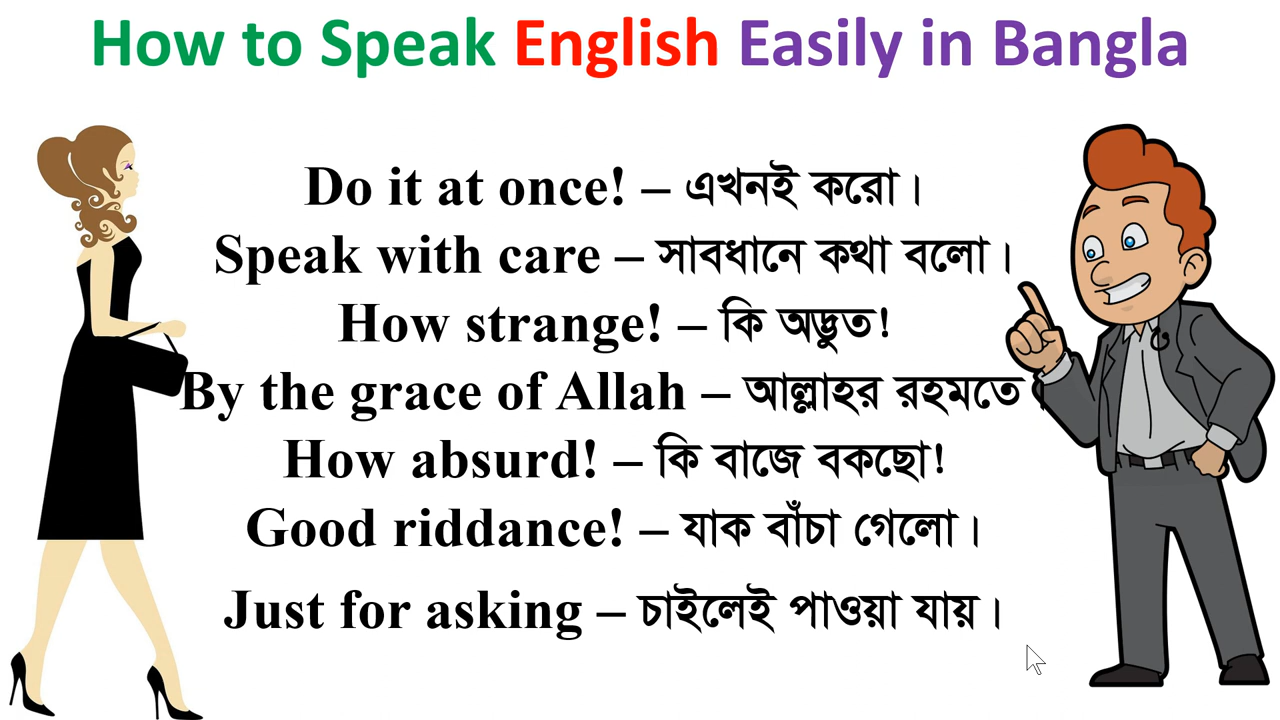 How to Speak English Easily in Bangla
Do it at once! – এখনই করো।
Speak with care – সাবধানে কথা বলো।
How strange! – কি অদ্ভুত!
By the grace of Allah – আল্লাহর রহমতে।
How absurd! – কি বাজে বকছো!
Good riddance! – যাক বাঁচা গেলো।
Just for asking – চাইলেই পাওয়া যায়।